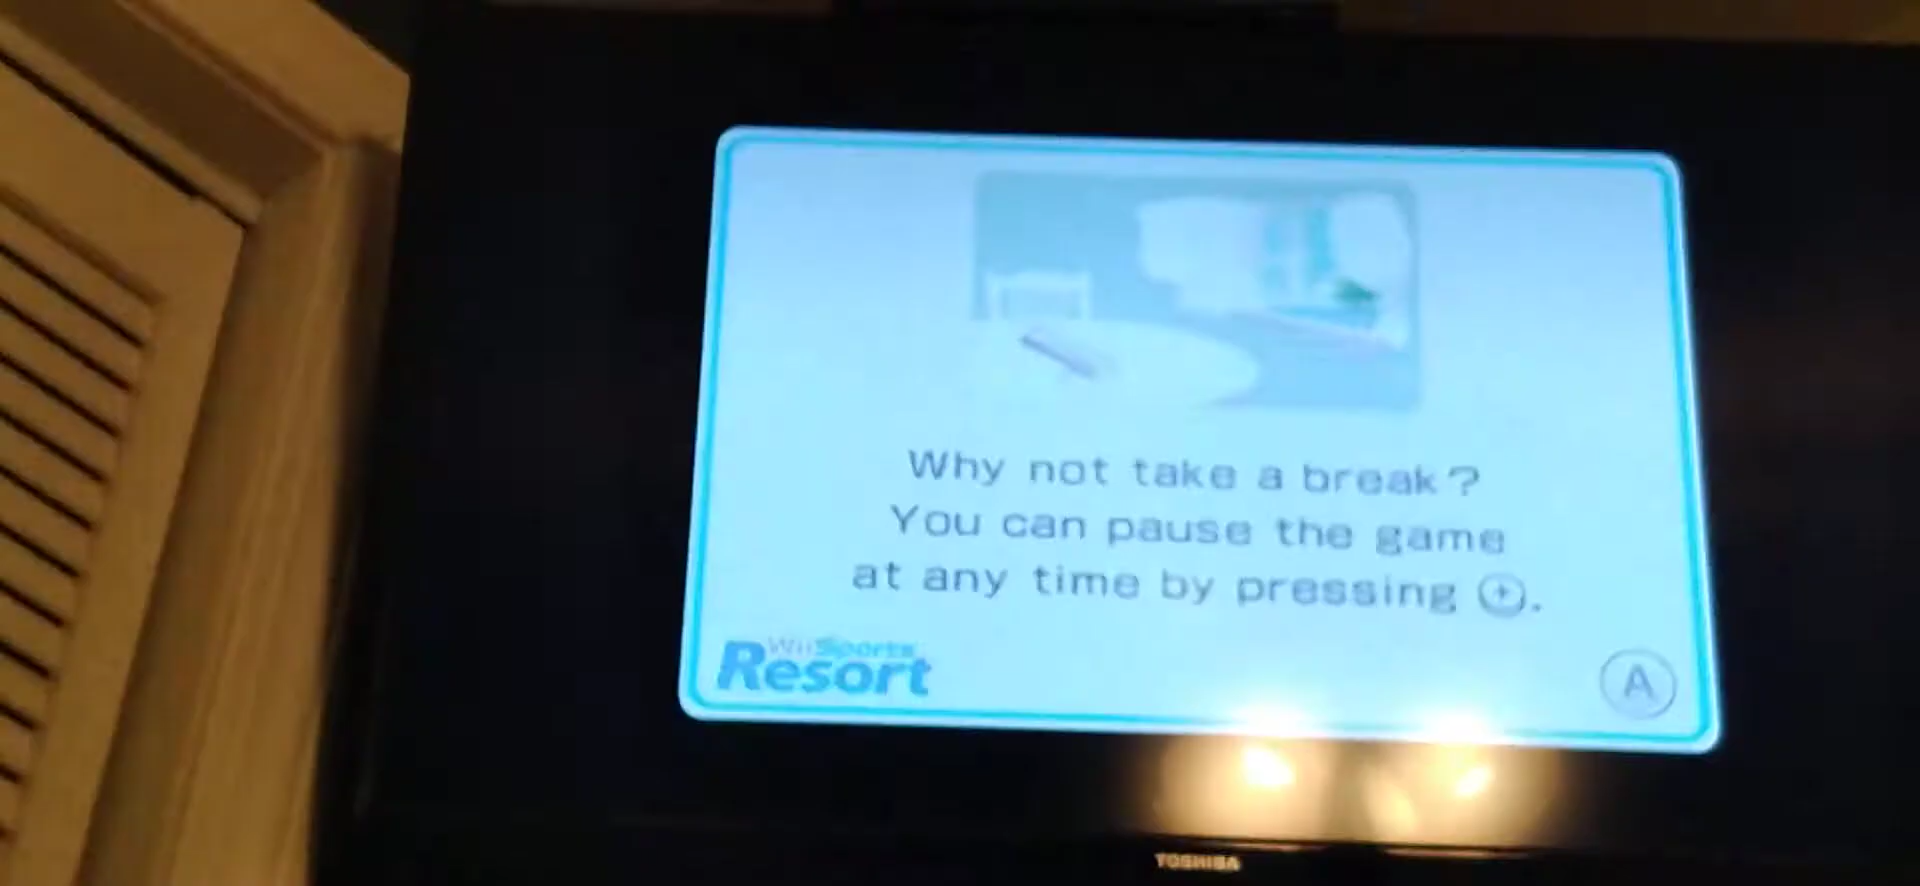 Why not take a break?
You can pause the game
at any time by pressing +.
Wii Sports
Resort
A
TOSHIBA